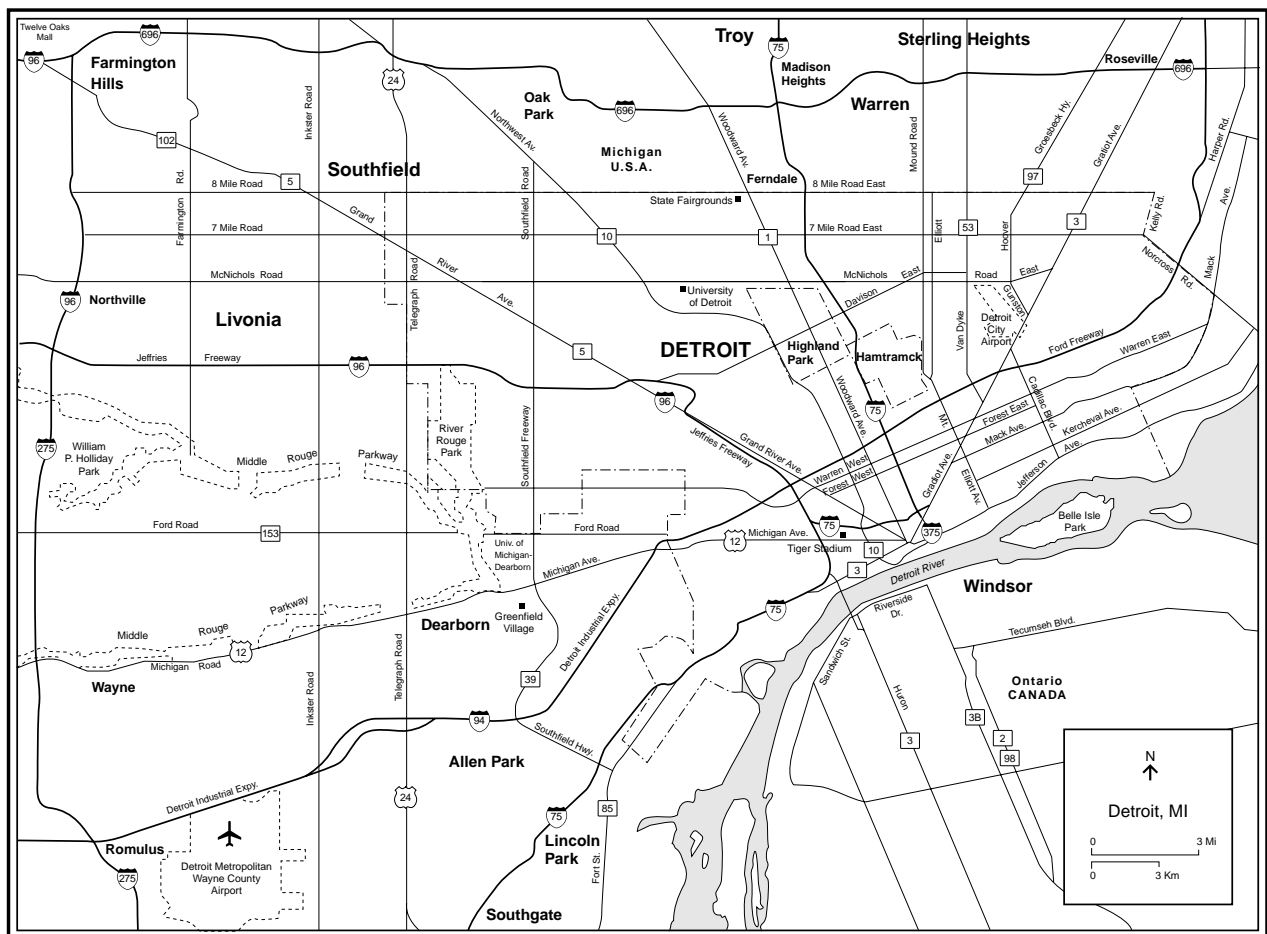 Twelve Oaks
Mall
696
96
Farmington
Hills
102
5
Inkster Road
24
Southfield
Oak
Park
Northwest Av.
696
Michigan
U.S.A.
Troy
75
Madison
Heights
Sterling Heights
Warren
Roseville
696
Woodward Av.
Mound Road
Groesbeck Hy.
Gratiot Ave.
Harper Rd.
97
Ferndale
Farmington
Rd.
8 Mile Road
Grand
Southfield Road
State Fairgrounds
8 Mile Road East
Kelly Rd.
Ave.
7 Mile Road
10
1
7 Mile Road East
Elliott
53
Hoover
3
Norcross
Rd.
Mack
McNichols Road
River
Telegraph Road
McNichols
East
Road
East
96
Northville
Ave.
University
of Detroit
Davison
Gunston
Livonia
Van Dyke
Detroit
City
Airport
Jeffries
Freeway
96
5
DETROIT
Highland
Park
Hamtramck
Ford Freeway
Warren East
96
Woodward Ave.
75
Mt.
Cadillac Blvd.
Forest East
Mack Ave.
Kercheval Ave.
275
William
P. Holliday
Park
Middle
Rouge
Parkway
River
Rouge
Park
Southfield Freeway
Jeffries Freeway
Grand River Ave.
Warren West
Forest West
Gradiot Ave.
Elliott Av.
Jefferson
Ave.
Ford Road
153
Ford Road
Univ. of
Michigan-
Dearborn
Michigan Ave.
12
Michigan Ave.
75
Tiger Stadium
10
375
Belle Isle
Park
3
Detroit River
Windsor
Middle
Rouge
Parkway
Dearborn
Greenfield
Village
Detroit Industrial Expy.
75
Riverside
Dr.
Tecumseh Blvd.
12
Michigan
Road
Wayne
Telegraph Road
39
Sandwich St.
Huron
Ontario
CANADA
Inkster Road
94
Southfield Hwy.
3B
3
2
98
Allen Park
Detroit Industrial Expy.
24
75
85
Romulus
Detroit Metropolitan
Wayne County
Airport
275
Lincoln
Park
Fort St.
Southgate
N
Detroit, MI
0
3 Mi
0
3 Km